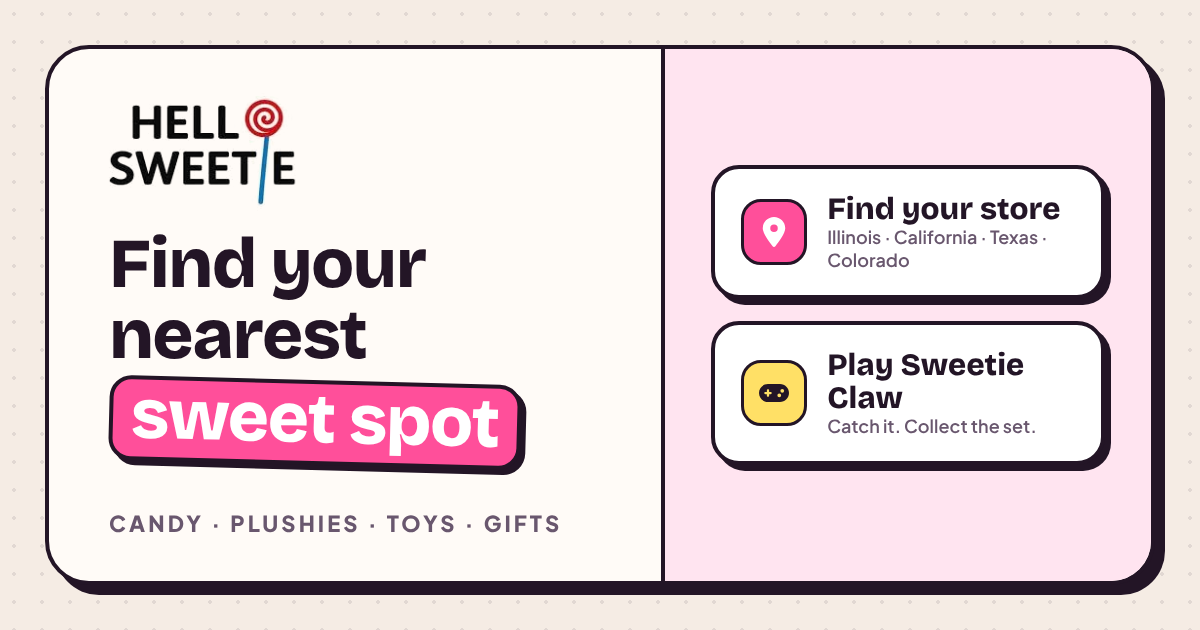 HELLO
SWEETIE
Find your
nearest
sweet spot
CANDY · PLUSHIES · TOYS · GIFTS
Find your store
Illinois · California · Texas ·
Colorado
Play Sweetie
Claw
Catch it. Collect the set.